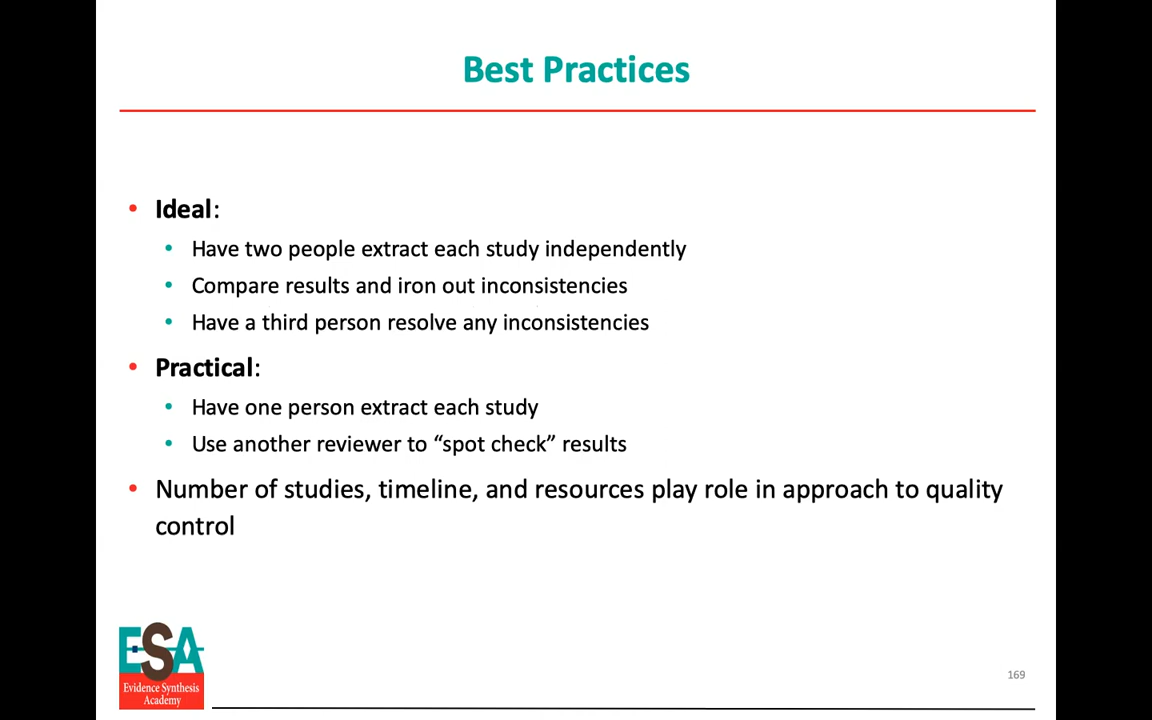 Best Practices
• Ideal:
• Have two people extract each study independently
• Compare results and iron out inconsistencies
• Have a third person resolve any inconsistencies
• Practical:
• Have one person extract each study
• Use another reviewer to “spot check” results
• Number of studies, timeline, and resources play role in approach to quality
control
ESA
Evidence Synthesis
Academy
169